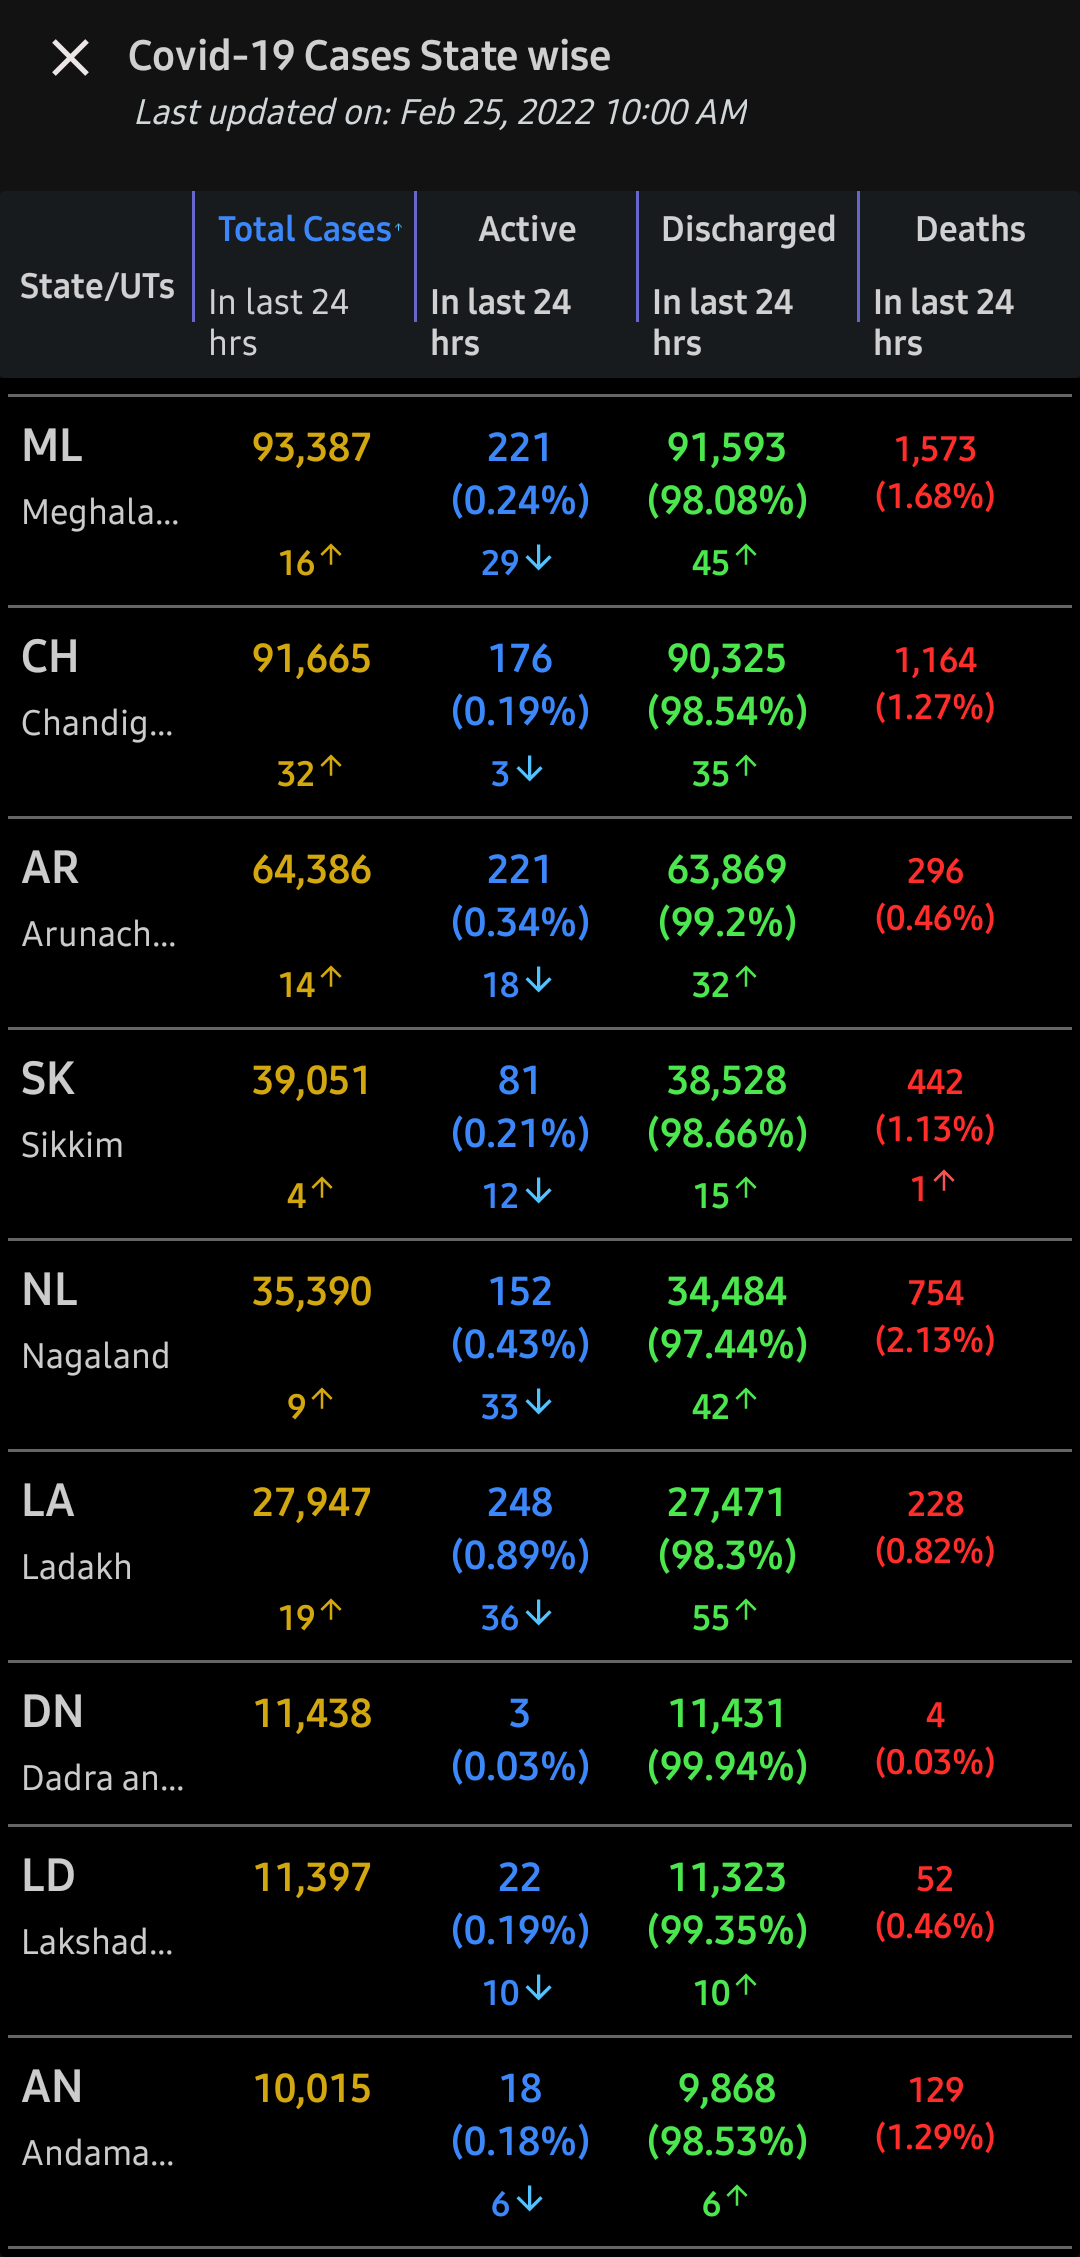 Covid-19 Cases State wise
Last updated on: Feb 25, 2022 10:00 AM
State/UTs
Total Cases↑ Active Discharged Deaths
In last 24 hrs In last 24 hrs In last 24 hrs In last 24 hrs
ML 93,387 221 91,593 1,573
Meghala... (0.24%) (98.08%) (1.68%)
16↑ 29↓ 45↑
CH 91,665 176 90,325 1,164
Chandig... (0.19%) (98.54%) (1.27%)
32↑ 3↓ 35↑
AR 64,386 221 63,869 296
Arunach... (0.34%) (99.2%) (0.46%)
14↑ 18↓ 32↑
SK 39,051 81 38,528 442
Sikkim (0.21%) (98.66%) (1.13%)
4↑ 12↓ 15↑ 1↑
NL 35,390 152 34,484 754
Nagaland (0.43%) (97.44%) (2.13%)
9↑ 33↓ 42↑
LA 27,947 248 27,471 228
Ladakh (0.89%) (98.3%) (0.82%)
19↑ 36↓ 55↑
DN 11,438 3 11,431 4
Dadra an... (0.03%) (99.94%) (0.03%)
LD 11,397 22 11,323 52
Lakshad... (0.19%) (99.35%) (0.46%)
10↓ 10↑
AN 10,015 18 9,868 129
Andama... (0.18%) (98.53%) (1.29%)
6↓ 6↑